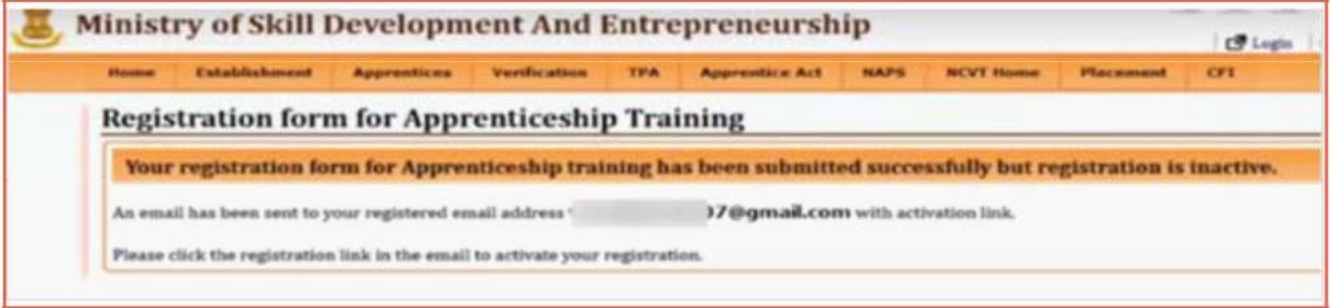 Ministry of Skill Development And Entrepreneurship
Login
Home Establishment Apprentices Verification TPA Apprentice Act NAPS NCVT Home Placement CFI
Registration form for Apprenticeship Training
Your registration form for Apprenticeship training has been submitted successfully but registration is inactive.
An email has been sent to your registered email address 07@gmail.com with activation link.
Please click the registration link in the email to activate your registration.